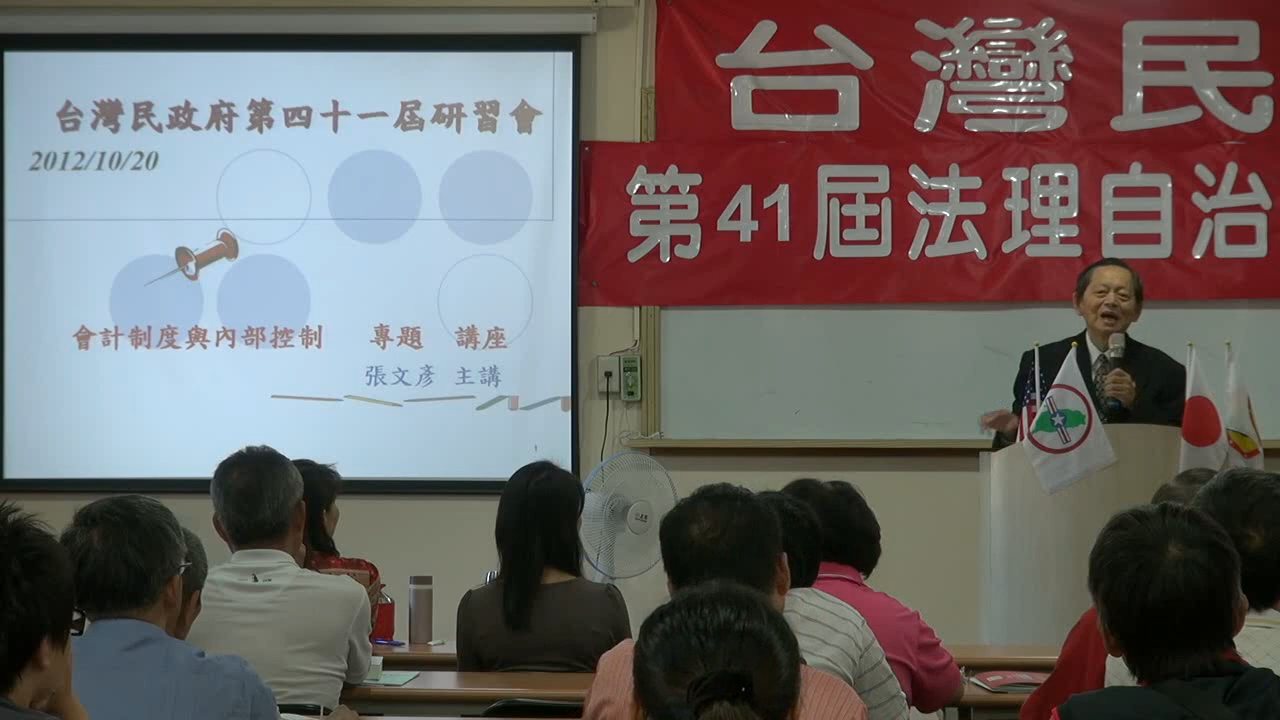 台灣民政府第四十一屆研習會
2012/10/20
會計制度與內部控制 專題 講座
張文彥 主講
台灣民
第41屆法理自治